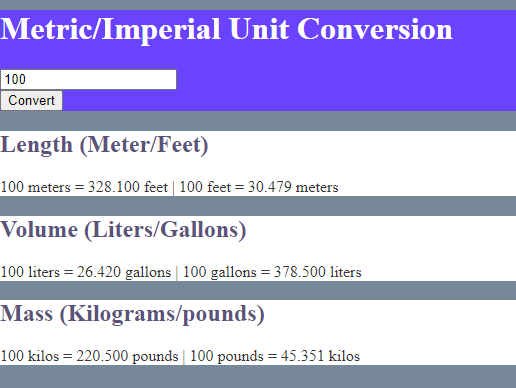 Metric/Imperial Unit Conversion
100
Convert
Length (Meter/Feet)
100 meters = 328.100 feet | 100 feet = 30.479 meters
Volume (Liters/Gallons)
100 liters = 26.420 gallons | 100 gallons = 378.500 liters
Mass (Kilograms/pounds)
100 kilos = 220.500 pounds | 100 pounds = 45.351 kilos